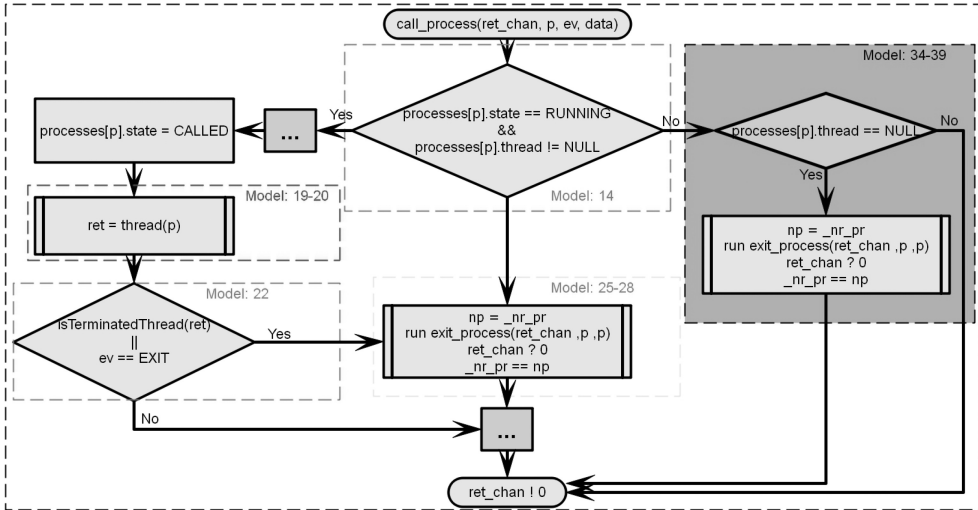 call_process(ret_chan, p, ev, data)
Model: 34-39
processes[p].state == RUNNING
&&
processes[p].thread != NULL
Yes
No
...
processes[p].state = CALLED
processes[p].thread == NULL
No
Yes
Model: 14
Model: 19-20
ret = thread(p)
np = _nr_pr
run exit_process(ret_chan ,p ,p)
ret_chan ? 0
_nr_pr == np
Model: 22
Model: 25-28
isTerminatedThread(ret)
||
ev == EXIT
Yes
np = _nr_pr
run exit_process(ret_chan ,p ,p)
ret_chan ? 0
_nr_pr == np
No
...
ret_chan ! 0